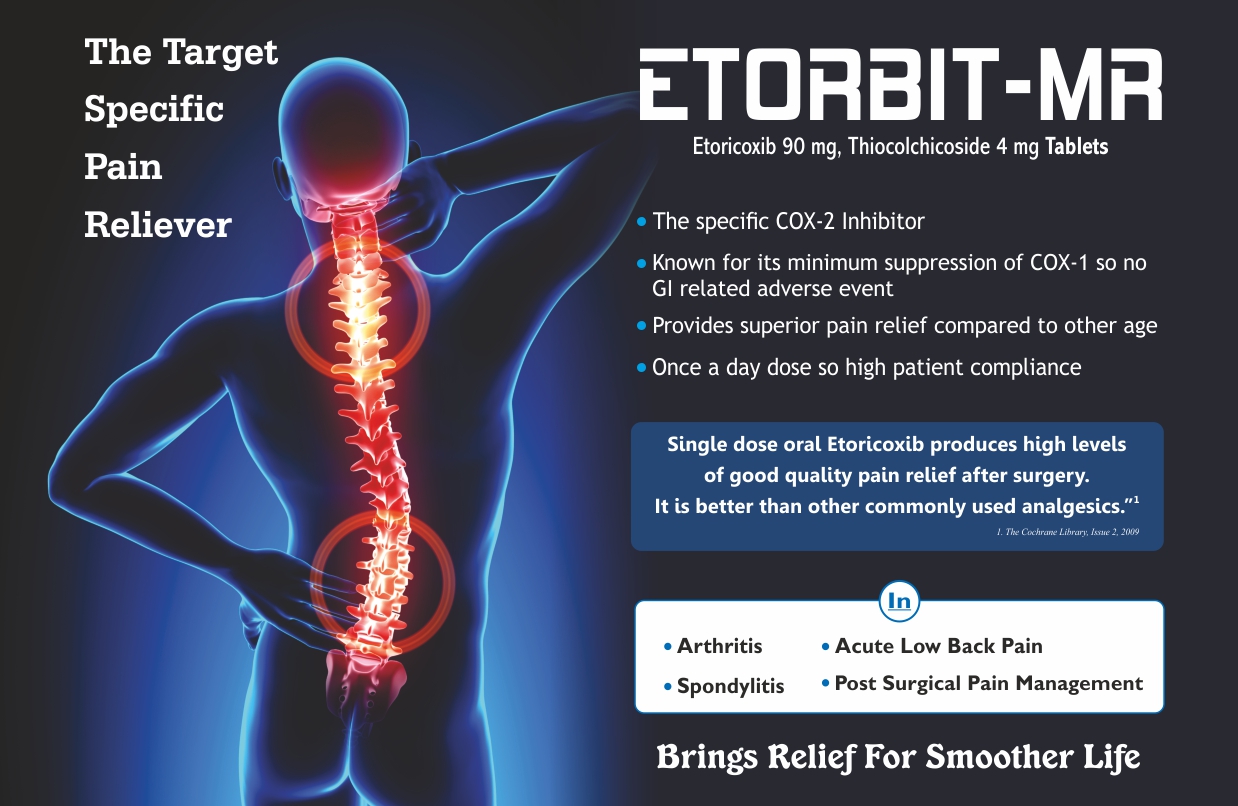 The Target
Specific
Pain
Reliever
ETORBIT-MR
Etoricoxib 90 mg, Thiocolchicoside 4 mg Tablets
• The specific COX-2 Inhibitor
• Known for its minimum suppression of COX-1 so no
GI related adverse event
• Provides superior pain relief compared to other age
• Once a day dose so high patient compliance
Single dose oral Etoricoxib produces high levels
of good quality pain relief after surgery.
It is better than other commonly used analgesics.”1
1. The Cochrane Library, Issue 2, 2009
In
• Arthritis
• Spondylitis
• Acute Low Back Pain
• Post Surgical Pain Management
Brings Relief For Smoother Life